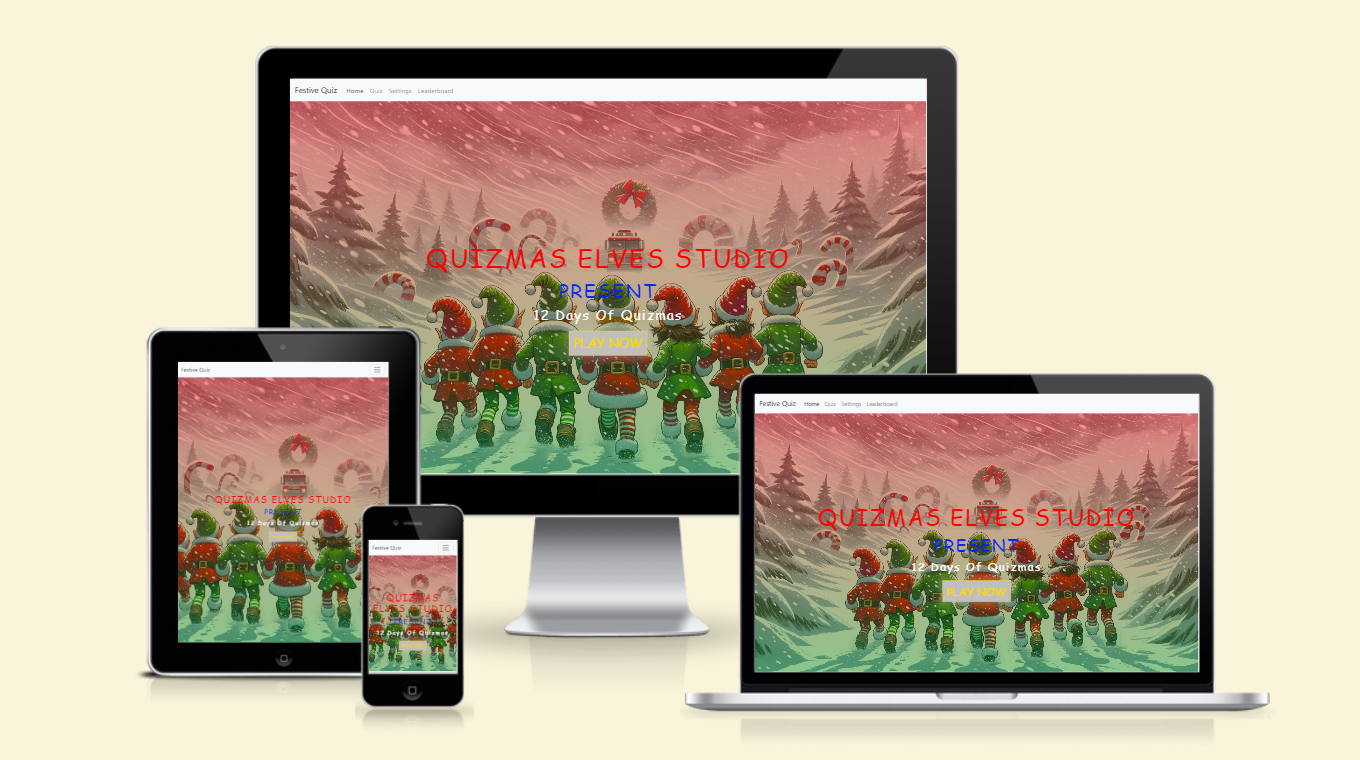 Festive Quiz Home Quiz Settings Leaderboard
QUIZMAS ELVES STUDIO
PRESENT
12 Days Of Quizmas
PLAY NOW
Festive Quiz
QUIZMAS ELVES STUDIO
PRESENT
12 Days Of Quizmas
Festive Quiz
QUIZMAS
ELVES STUDIO
12 Days Of Quizmas
Festive Quiz Home Quiz Settings Leaderboard
QUIZMAS ELVES STUDIO
PRESENT
12 Days Of Quizmas
PLAY NOW